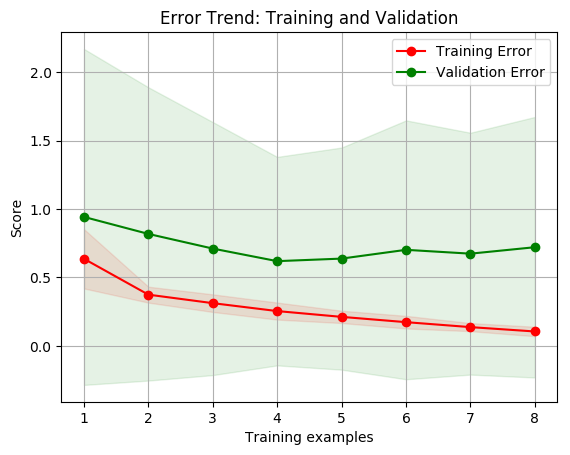 Error Trend: Training and Validation
Training Error
Validation Error
2.0
1.5
1.0
0.5
0.0
Score
1 2 3 4 5 6 7 8
Training examples